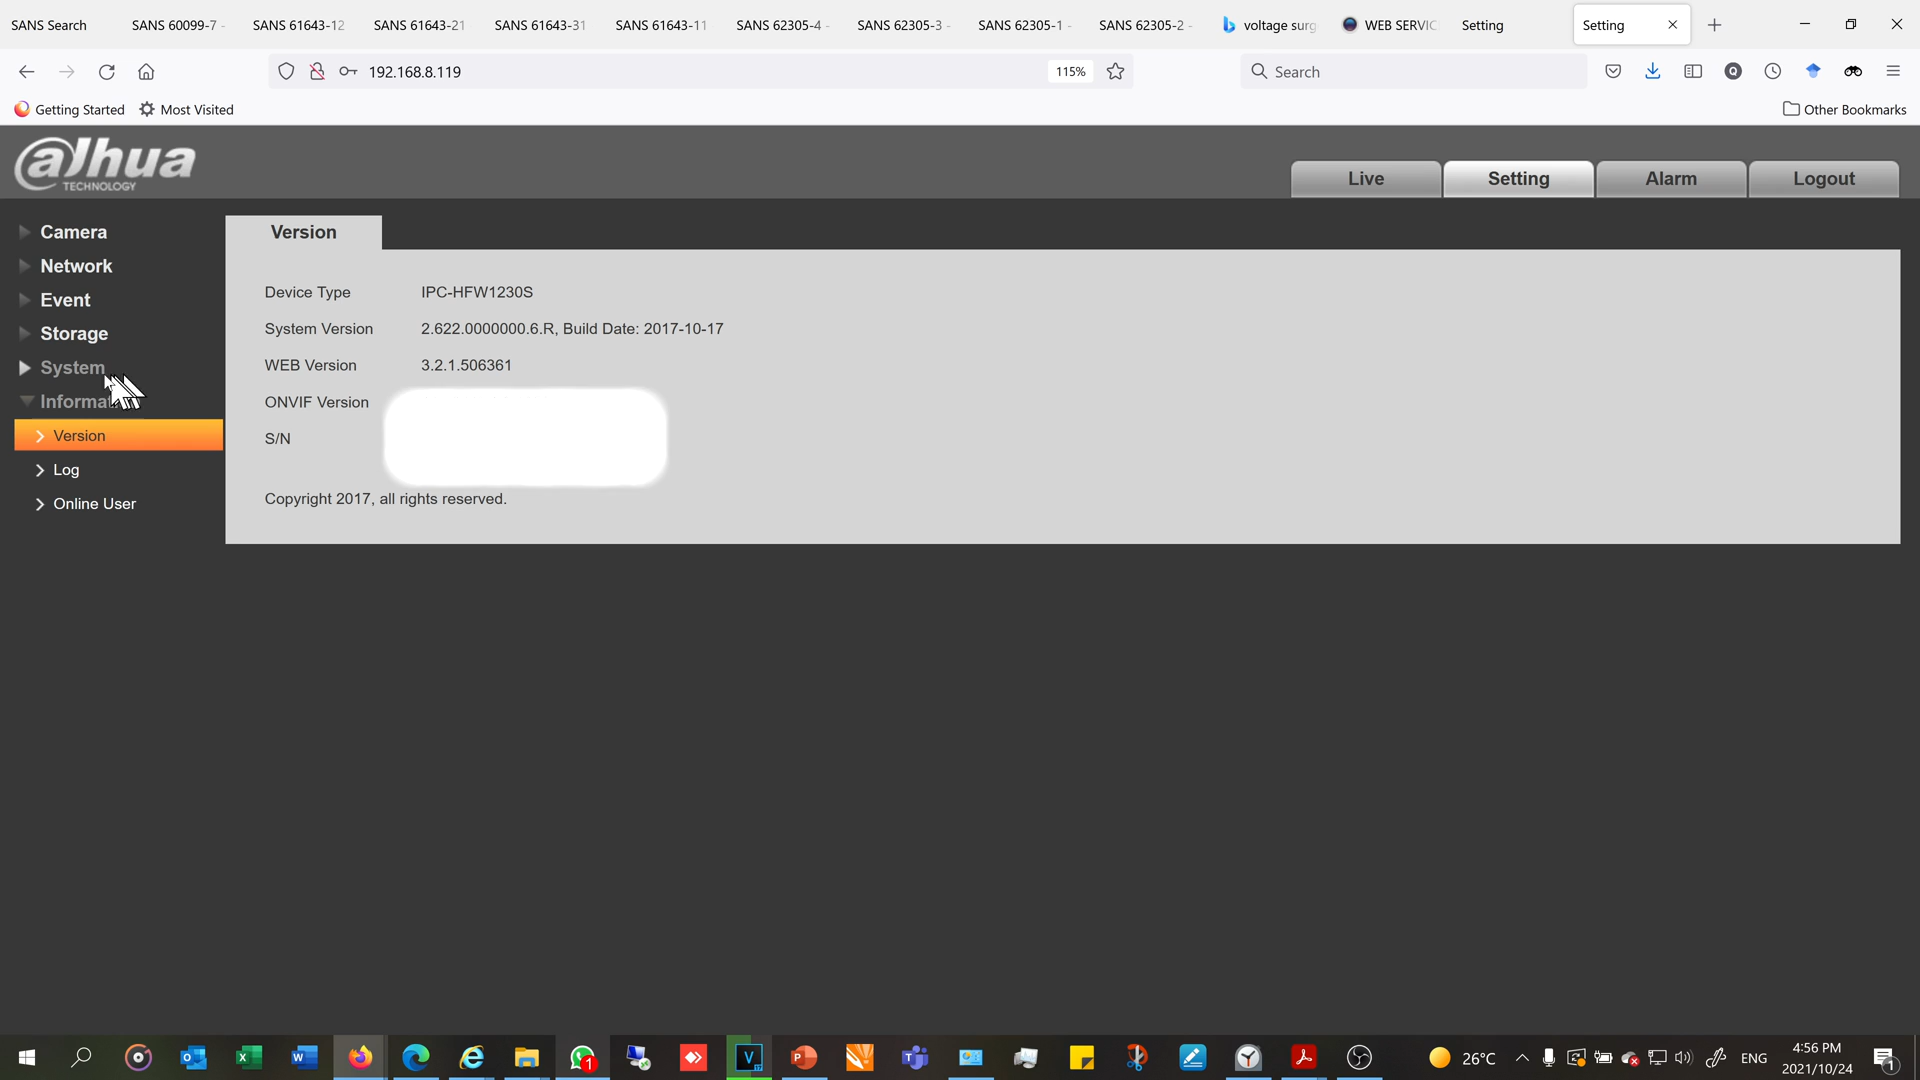 SANS Search
SANS 60099-7 -
SANS 61643-12
SANS 61643-21
SANS 61643-31
SANS 61643-11
SANS 62305-4 -
SANS 62305-3 -
SANS 62305-1 -
SANS 62305-2 -
voltage surg
WEB SERVIC
Setting
Setting
192.168.8.119
115%
Search
Getting Started
Most Visited
Other Bookmarks
alhua
TECHNOLOGY
Live
Setting
Alarm
Logout
Camera
Network
Event
Storage
System
Informat
Version
Log
Online User
Version
Device Type IPC-HFW1230S
System Version 2.622.0000000.6.R, Build Date: 2017-10-17
WEB Version 3.2.1.506361
ONVIF Version
S/N
Copyright 2017, all rights reserved.
26°C
ENG
4:56 PM
2021/10/24
1